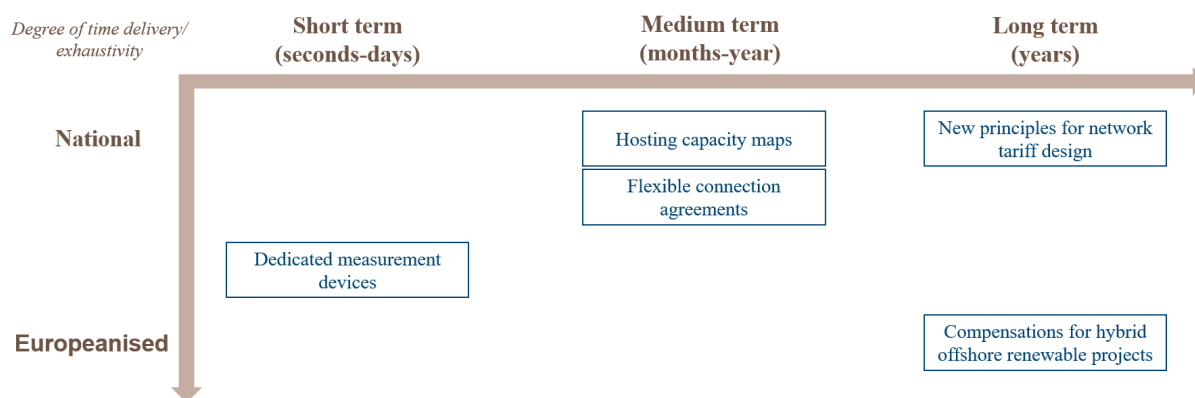 Degree of time delivery/
exhaustivity
Short term
(seconds-days)
Medium term
(months-year)
Long term
(years)
National
Hosting capacity maps
New principles for network
tariff design
Flexible connection
agreements
Dedicated measurement
devices
Europeanised
Compensations for hybrid
offshore renewable projects